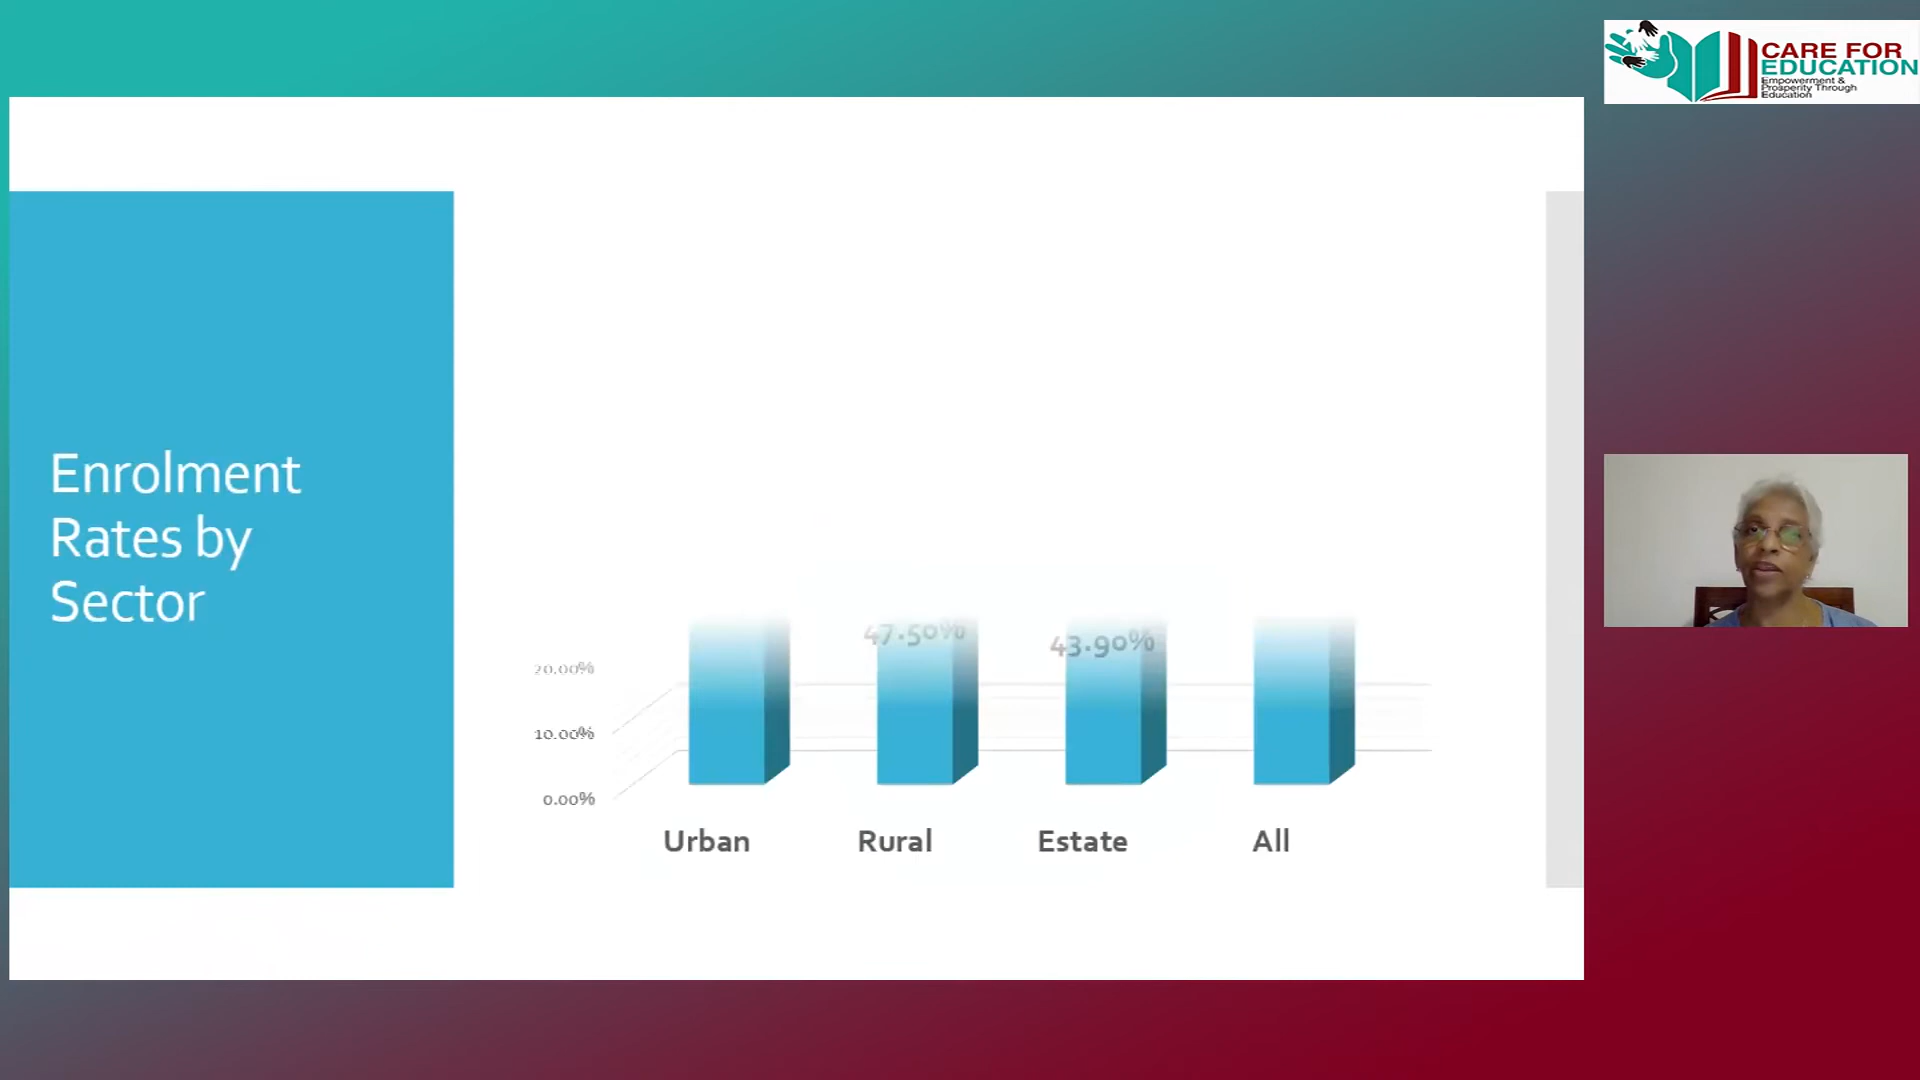 CARE FOR
EDUCATION
Empowerment &
Prosperity Through
Education
Enrolment
Rates by
Sector
47.50%
43.90%
20.00%
10.00%
0.00%
Urban
Rural
Estate
All